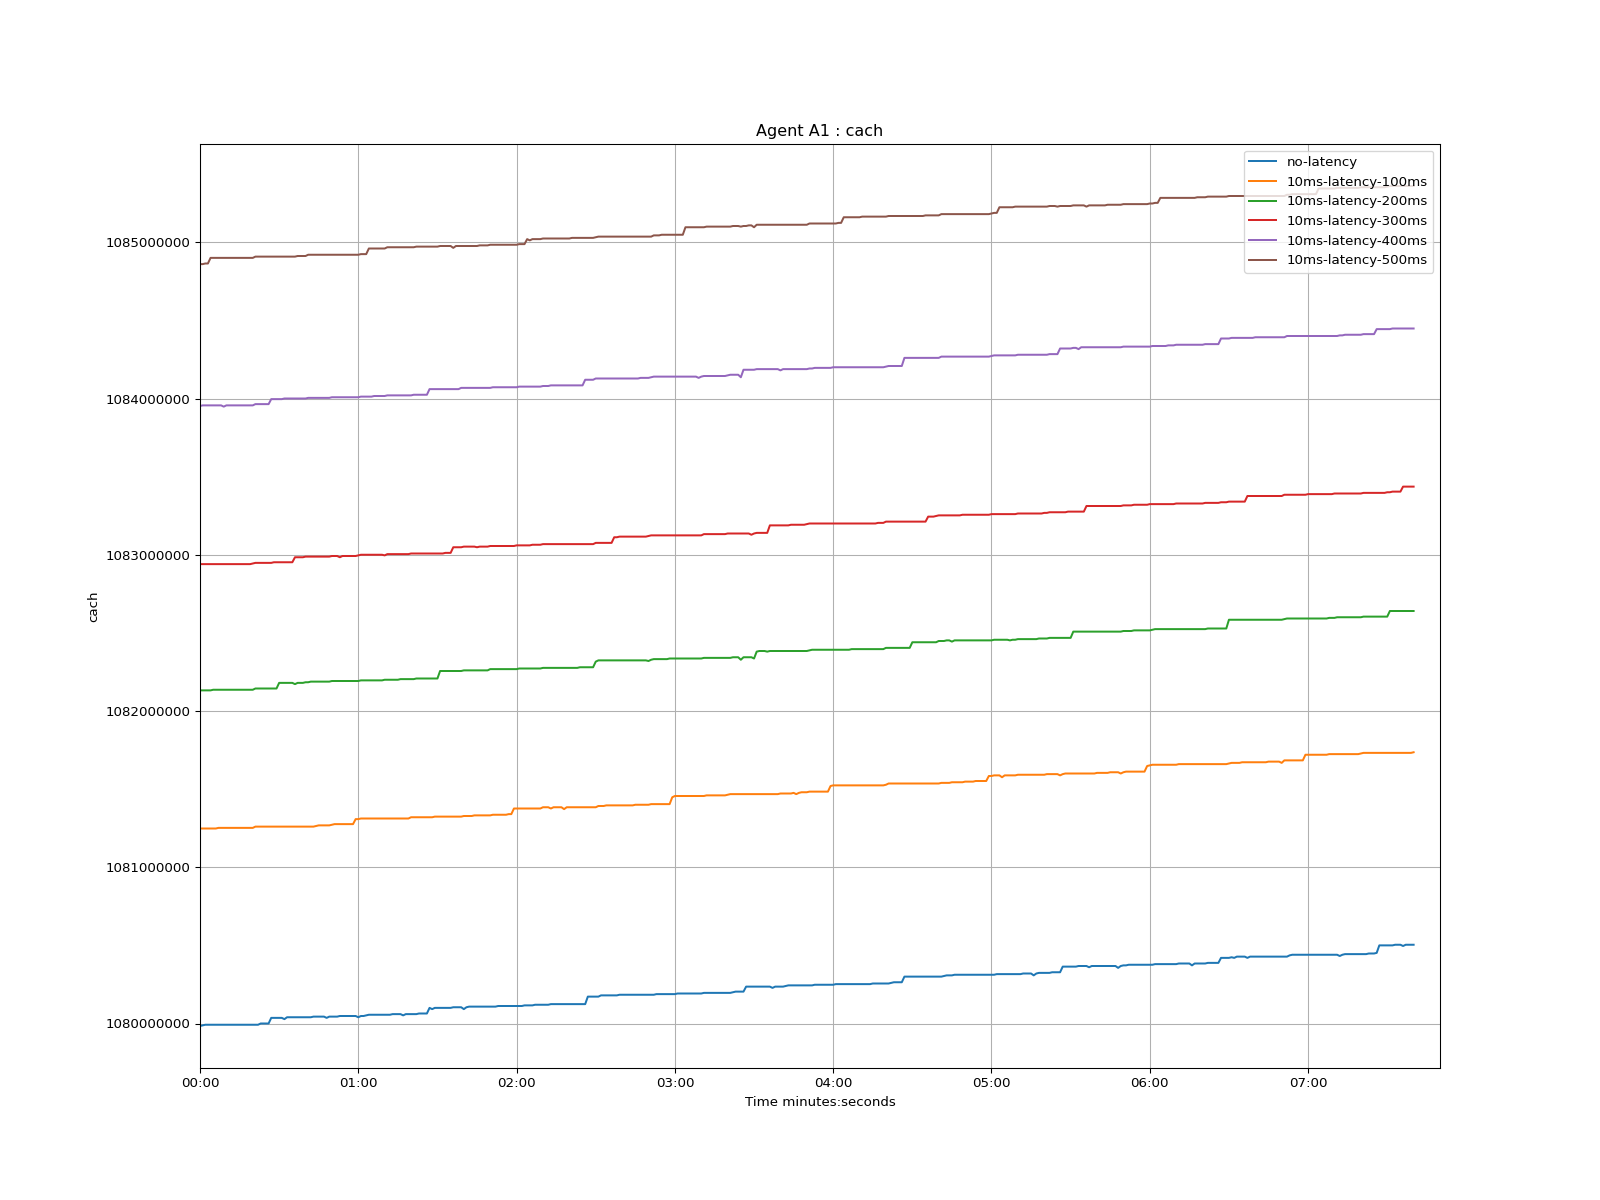 Agent A1 : cach
no-latency
10ms-latency-100ms
10ms-latency-200ms
10ms-latency-300ms
10ms-latency-400ms
10ms-latency-500ms
1085000000
1084000000
1083000000
1082000000
1081000000
1080000000
cach
00:00 01:00 02:00 03:00 04:00 05:00 06:00 07:00
Time minutes:seconds